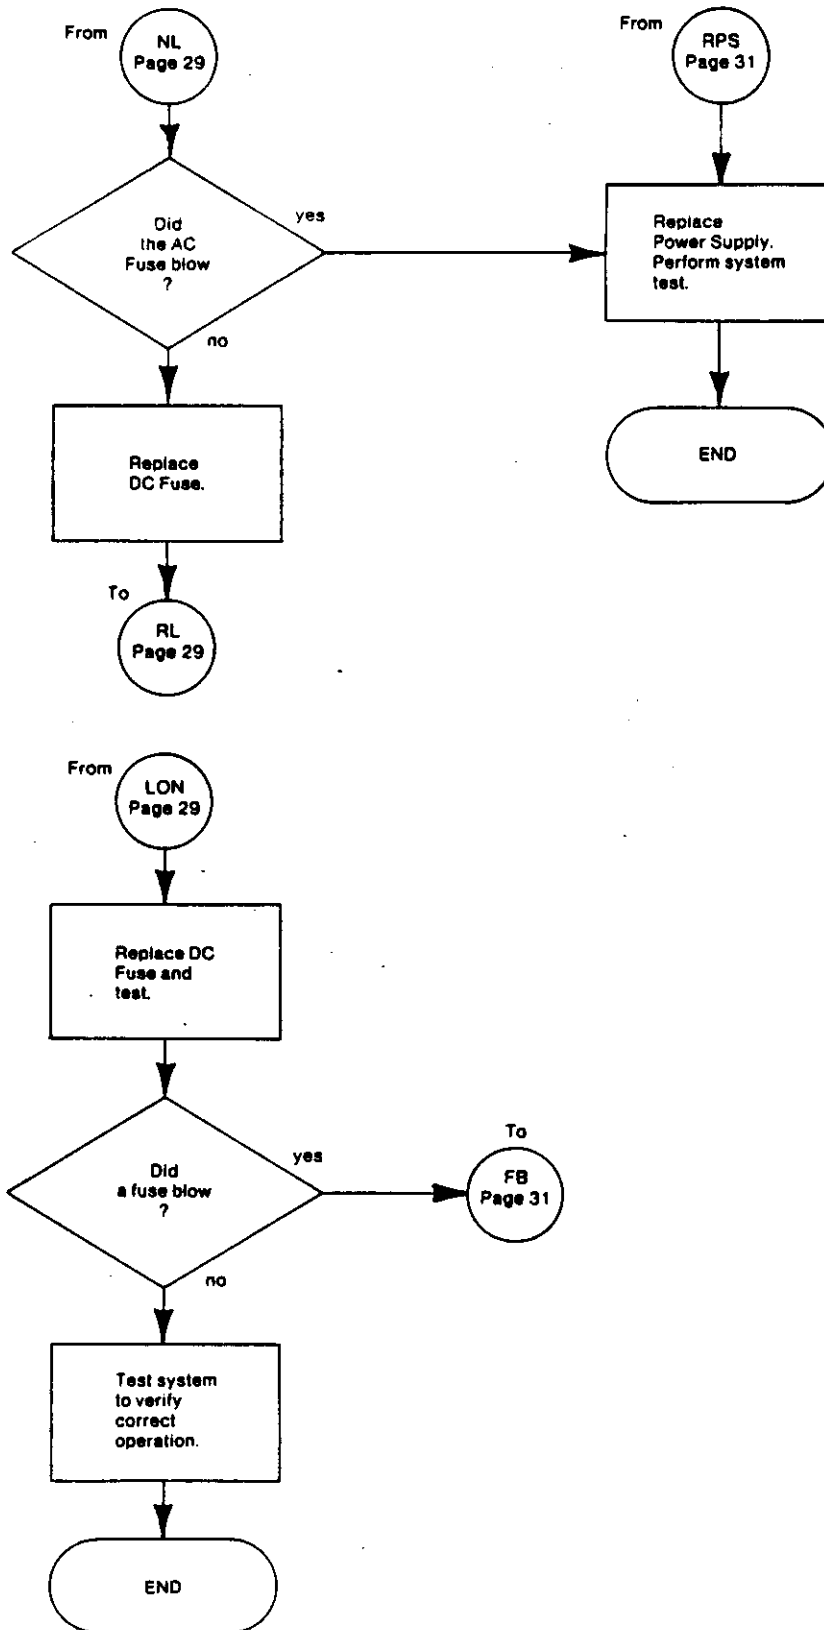 From
NL
Page 29
Did
the AC
Fuse blow
?
yes
no
Replace
DC Fuse.
To
RL
Page 29
From
RPS
Page 31
Replace
Power Supply.
Perform system
test.
END
From
LON
Page 29
Replace DC
Fuse and
test.
Did
a fuse blow
?
yes
no
To
FB
Page 31
Test system
to verify
correct
operation.
END